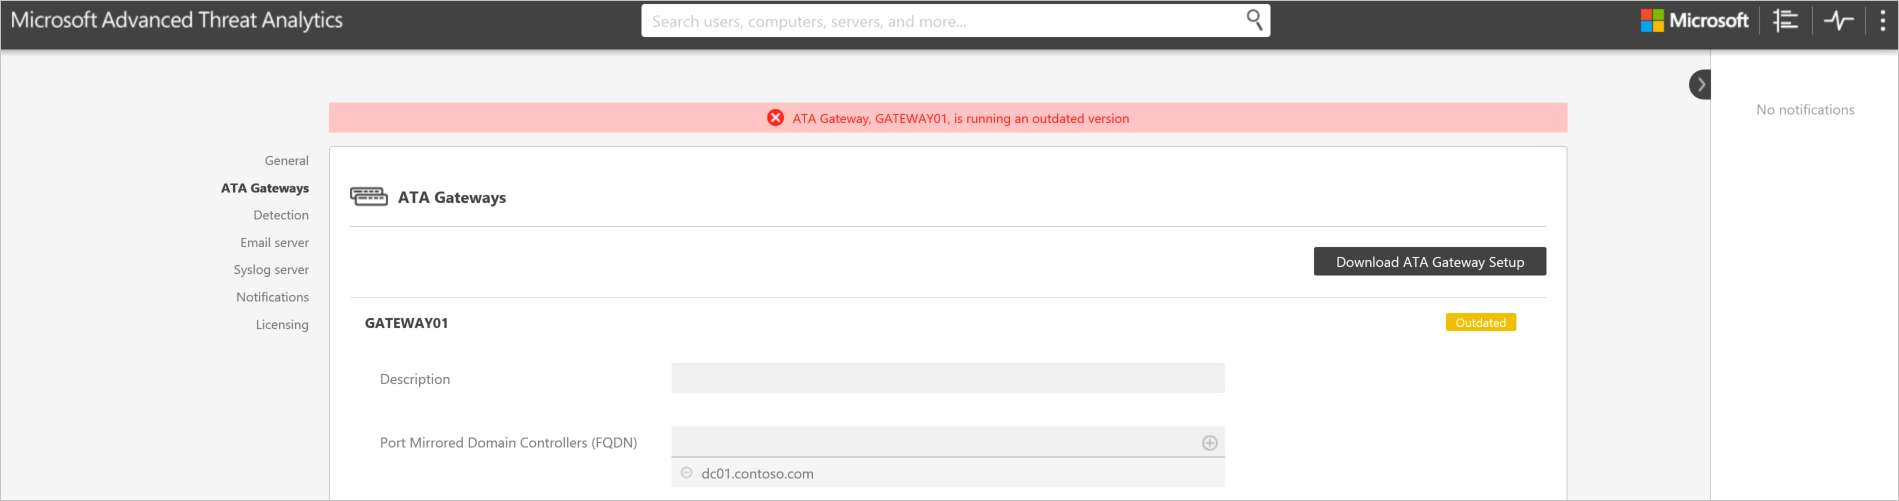 Microsoft Advanced Threat Analytics
Search users, computers, servers, and more...
Microsoft
No notifications
ATA Gateway, GATEWAY01, is running an outdated version
General
ATA Gateways
Detection
Email server
Syslog server
Notifications
Licensing
ATA Gateways
Download ATA Gateway Setup
GATEWAY01
Outdated
Description
Port Mirrored Domain Controllers (FQDN)
dc01.contoso.com